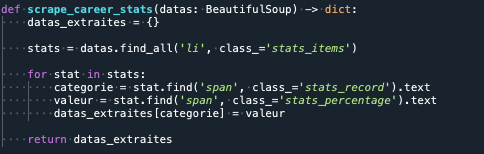 def scrape_career_stats(datas: BeautifulSoup) -> dict:
    datas_extraites = {}
    stats = datas.find_all('li', class_='stats_items')
    for stat in stats:
        categorie = stat.find('span', class_='stats_record').text
        valeur = stat.find('span', class_='stats_percentage').text
        datas_extraites[categorie] = valeur
    return datas_extraites